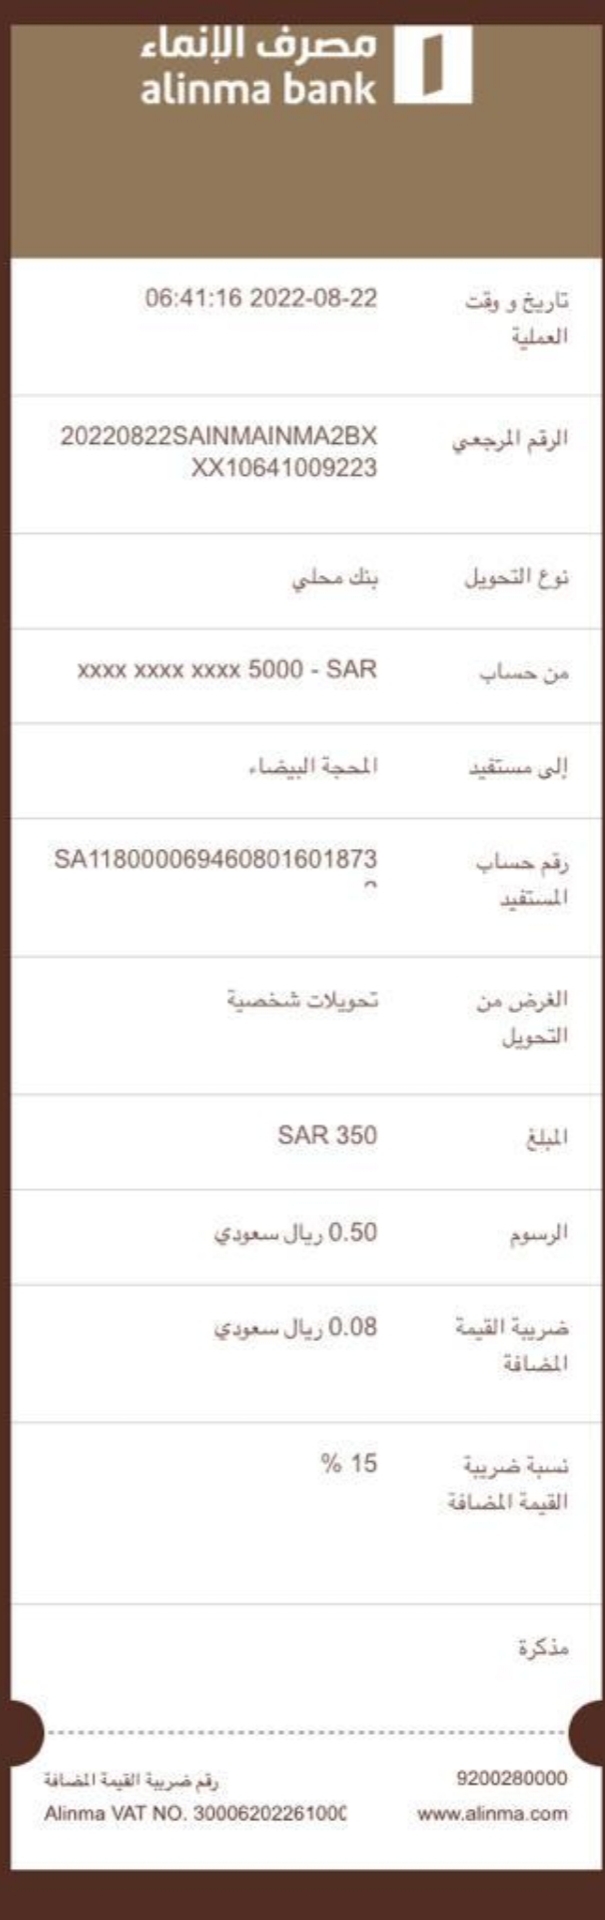 مصرف الإنماء
alinma bank
تاريخ و وقت العملية
06:41:16 2022-08-22
الرقم المرجعي
20220822SAINMAINMA2BX
XX10641009223
نوع التحويل
بنك محلي
من حساب
xxxx xxxx xxxx 5000 - SAR
إلى مستفيد
المحجة البيضاء
رقم حساب المستفيد
SA118000069460801601873
الغرض من التحويل
تحويلات شخصية
المبلغ
SAR 350
الرسوم
0.50 ريال سعودي
ضريبة القيمة المضافة
0.08 ريال سعودي
نسبة ضريبة القيمة المضافة
% 15
مذكرة
9200280000
رقم ضريبة القيمة المضافة
www.alinma.com
Alinma VAT NO. 30006202261000